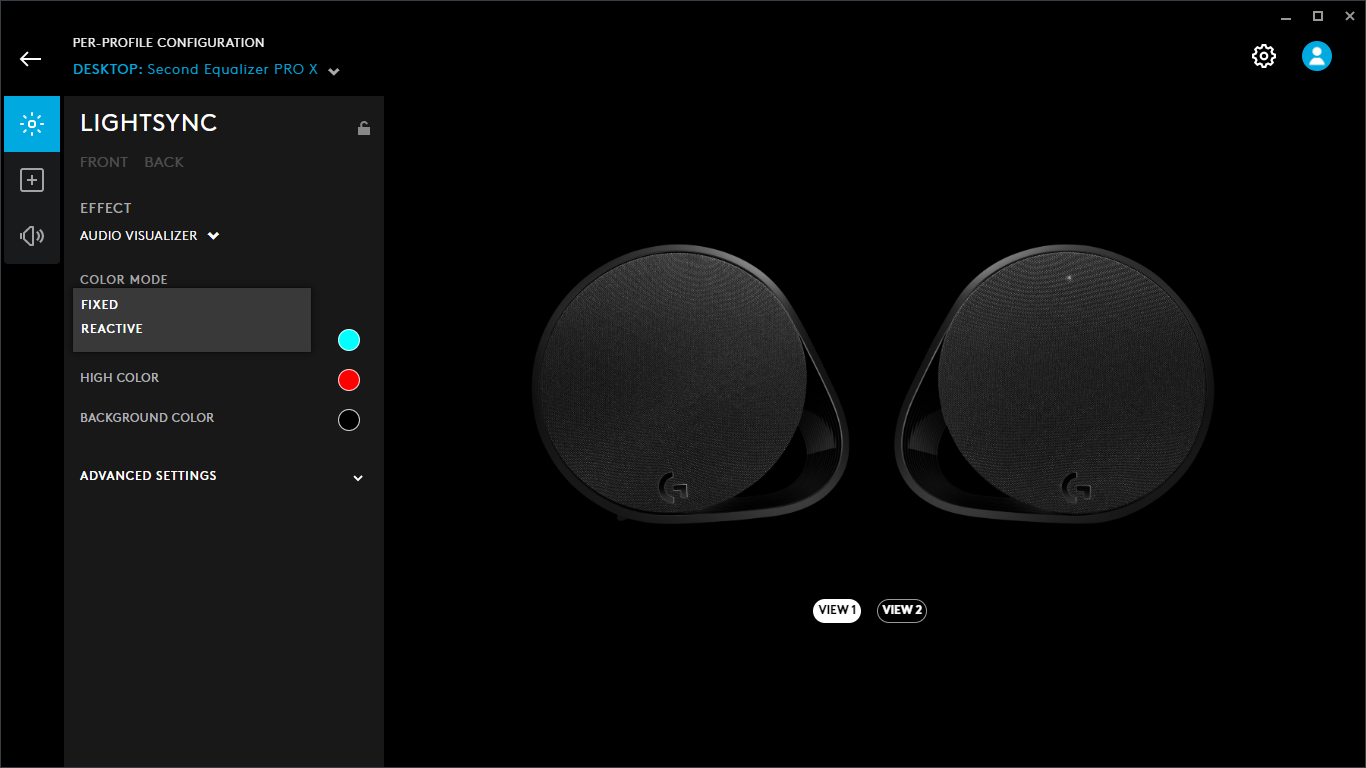 PER-PROFILE CONFIGURATION
DESKTOP: Second Equalizer PRO X
LIGHTSYNC
FRONT BACK
EFFECT
AUDIO VISUALIZER
COLOR MODE
FIXED
REACTIVE
HIGH COLOR
BACKGROUND COLOR
ADVANCED SETTINGS
VIEW 1 VIEW 2